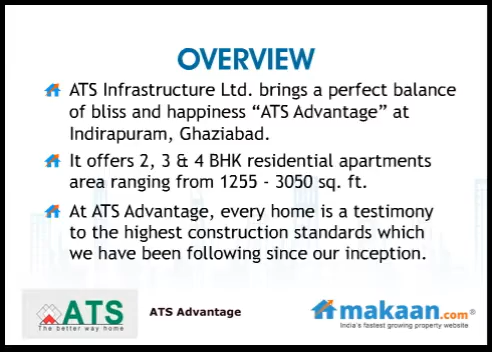 OVERVIEW
ATS Infrastructure Ltd. brings a perfect balance
of bliss and happiness “ATS Advantage” at
Indirapuram, Ghaziabad.
It offers 2, 3 & 4 BHK residential apartments
area ranging from 1255 - 3050 sq. ft.
At ATS Advantage, every home is a testimony
to the highest construction standards which
we have been following since our inception.
ATS
The better way home
ATS Advantage
makaan.com®
India's fastest growing property website